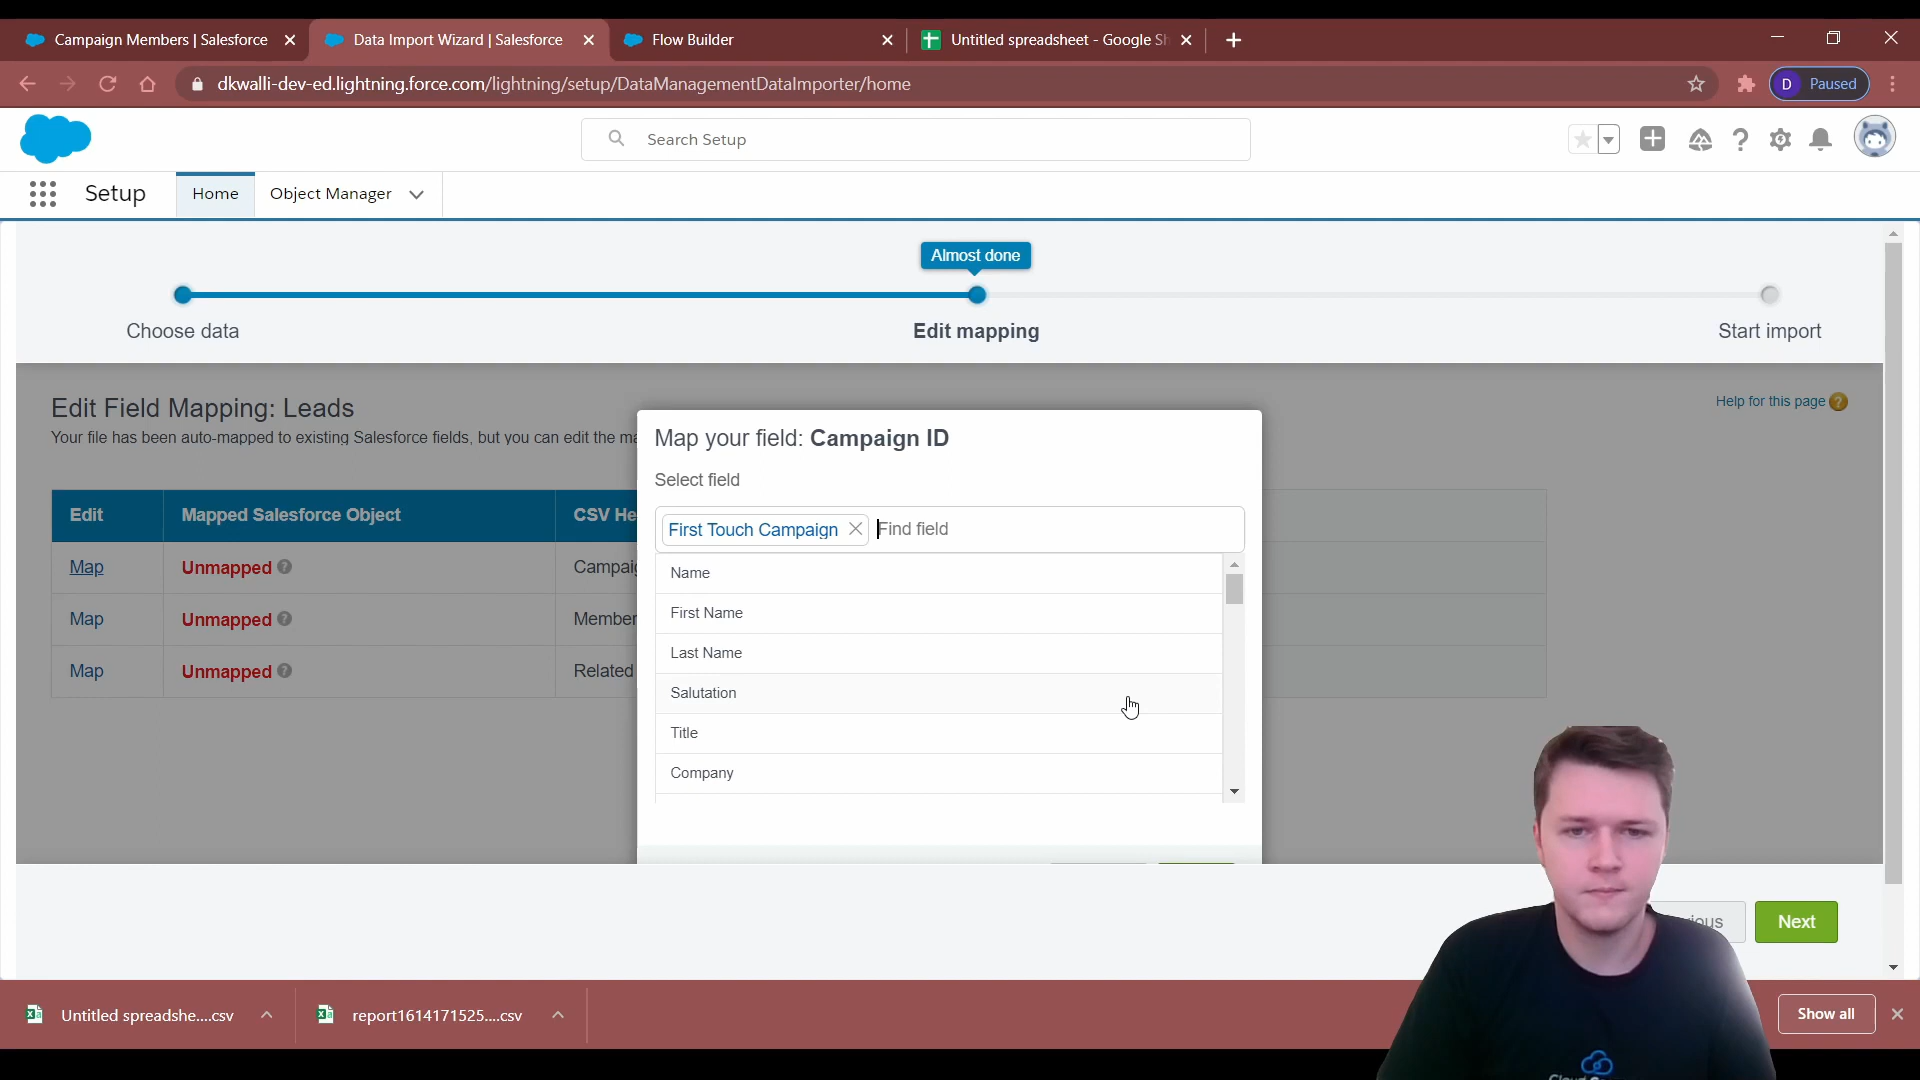 Campaign Members | Salesforce
Data Import Wizard | Salesforce
Flow Builder
Untitled spreadsheet - Google Sh
dkwalli-dev-ed.lightning.force.com/lightning/setup/DataManagementDataImporter/home
D Paused
Search Setup
Setup
Home
Object Manager
Almost done
Choose data
Edit mapping
Start import
Edit Field Mapping: Leads
Help for this page
Your file has been auto-mapped to existing Salesforce fields, but you can edit the ma
Map your field: Campaign ID
Select field
Edit
Mapped Salesforce Object
CSV He
First Touch Campaign
Find field
Map
Unmapped
Campaig
Name
First Name
Map
Unmapped
Member
Last Name
Map
Unmapped
Related
Salutation
Title
Company
ious
Next
Untitled spreadshe....csv
report1614171525....csv
Show all